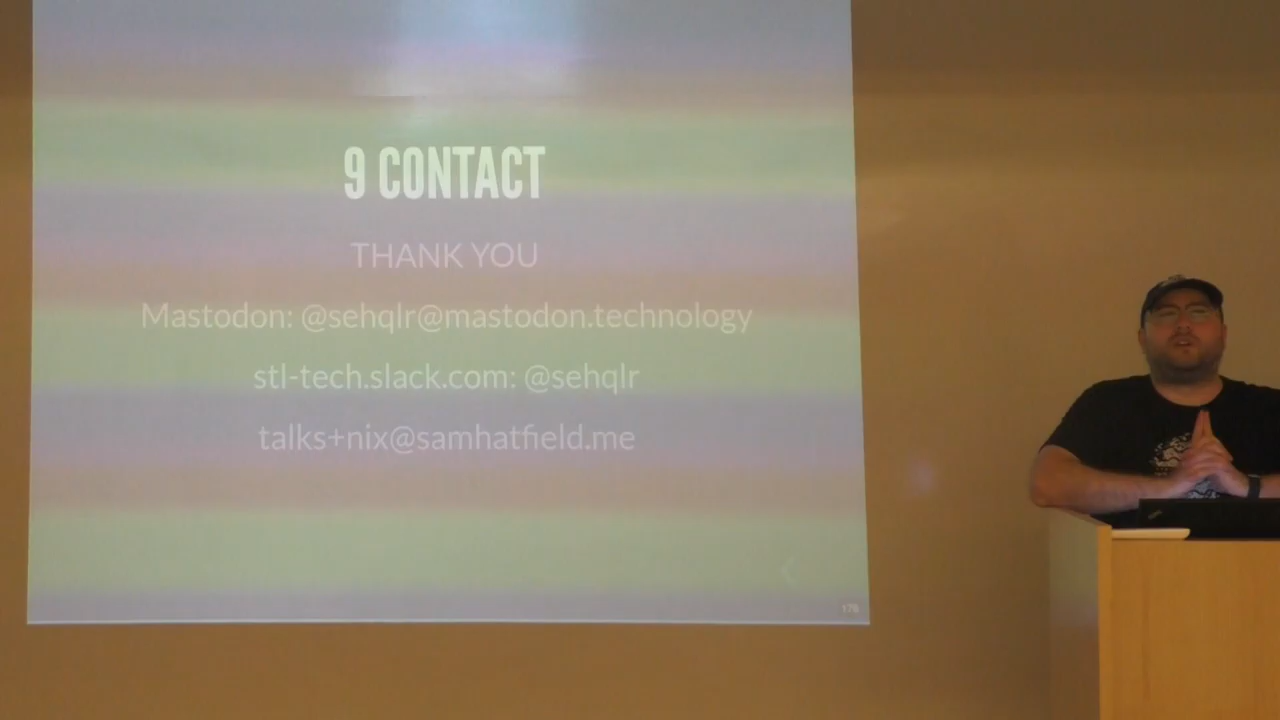 9 CONTACT
THANK YOU
Mastodon: @sehqlr@mastodon.technology
stl-tech.slack.com: @sehqlr
talks+nix@samhatfield.me